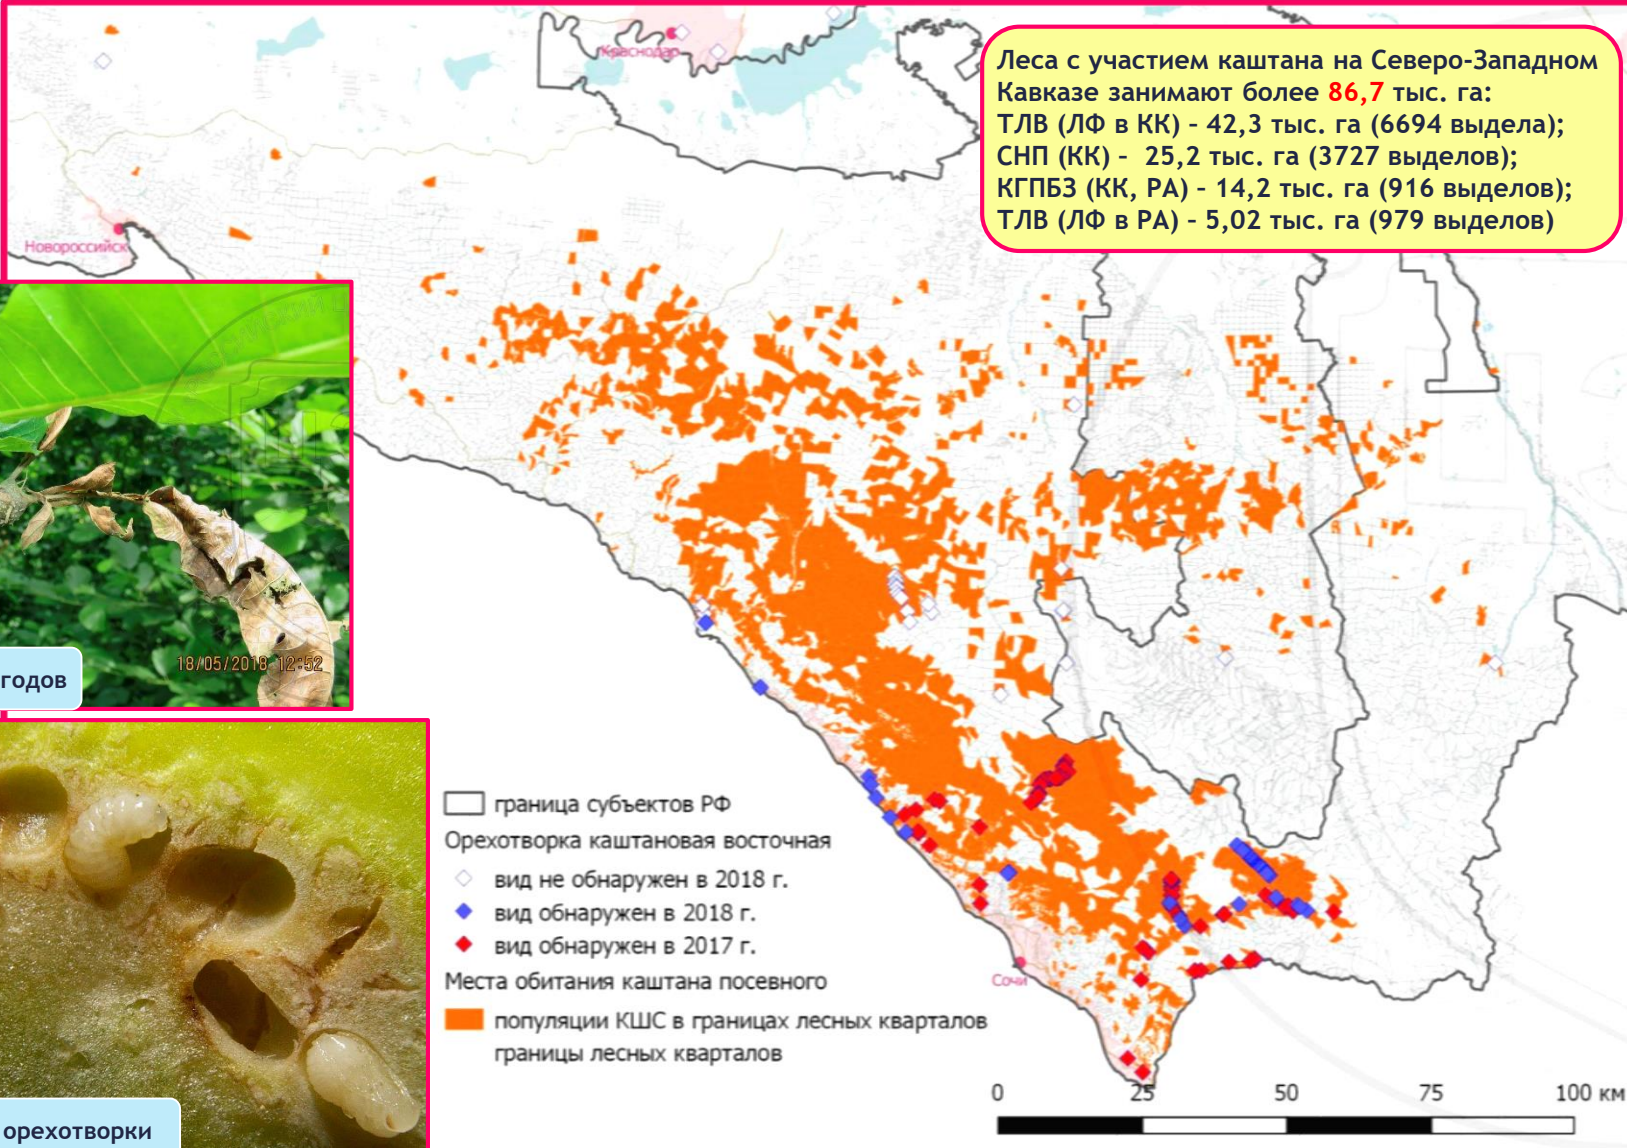 Краснодар
Леса с участием каштана на Северо-Западном
Кавказе занимают более 86,7 тыс. га:
ТЛВ (ЛФ в КК) – 42,3 тыс. га (6694 выдела);
СНП (КК) – 25,2 тыс. га (3727 выделов);
КГПБЗ (КК, РА) – 14,2 тыс. га (916 выделов);
ТЛВ (ЛФ в РА) – 5,02 тыс. га (979 выделов)
Новороссийск
18/05/2018 12:52
годов
граница субъектов РФ
Орехотворка каштановая восточная
вид не обнаружен в 2018 г.
вид обнаружен в 2018 г.
вид обнаружен в 2017 г.
Места обитания каштана посевного
популяции КШС в границах лесных кварталов
границы лесных кварталов
Сочи
0 25 50 75 100 км
орехотворки